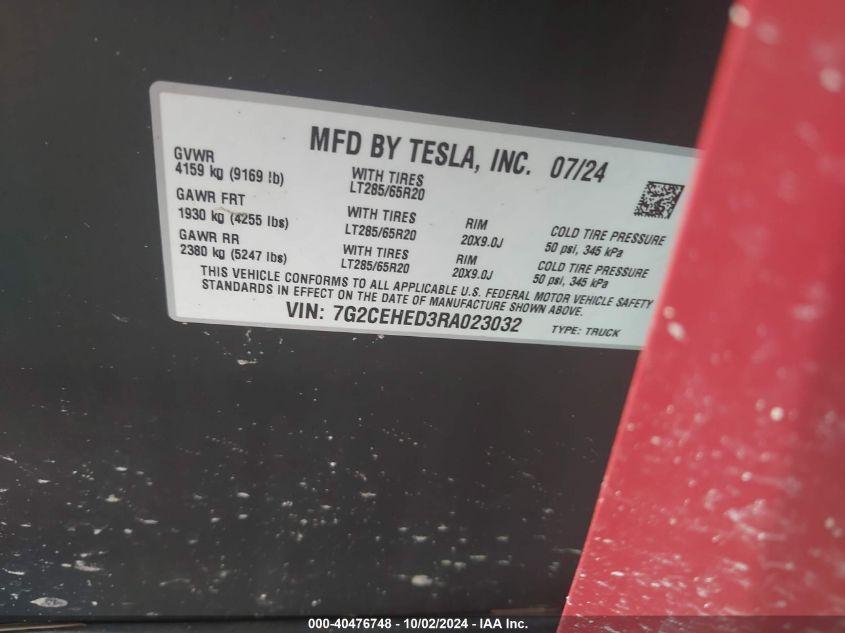 MFD BY TESLA, INC. 07/24
GVWR
4159 kg (9169 lb)
WITH TIRES
LT285/65R20
GAWR FRT
1930 kg (4255 lbs)
WITH TIRES
LT285/65R20
RIM
20X9.0J
COLD TIRE PRESSURE
50 psi, 345 kPa
GAWR RR
2380 kg (5247 lbs)
WITH TIRES
LT285/65R20
RIM
20X9.0J
COLD TIRE PRESSURE
50 psi, 345 kPa
THIS VEHICLE CONFORMS TO ALL APPLICABLE U.S. FEDERAL MOTOR VEHICLE SAFETY
STANDARDS IN EFFECT ON THE DATE OF MANUFACTURE SHOWN ABOVE.
VIN: 7G2CEHED3RA023032
TYPE: TRUCK
000-40476748 - 10/02/2024 - IAA Inc.